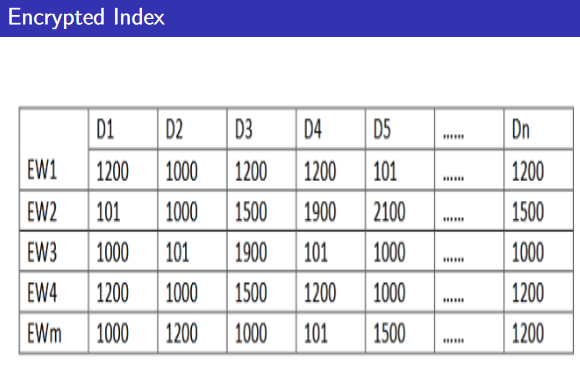 Encrypted Index
D1 D2 D3 D4 D5 ...... Dn
EW1 1200 1000 1200 1200 101 ...... 1200
EW2 101 1000 1500 1900 2100 ...... 1500
EW3 1000 101 1900 101 1000 ...... 1000
EW4 1200 1000 1500 1200 1000 ...... 1200
EWm 1000 1200 1000 101 1500 ...... 1200